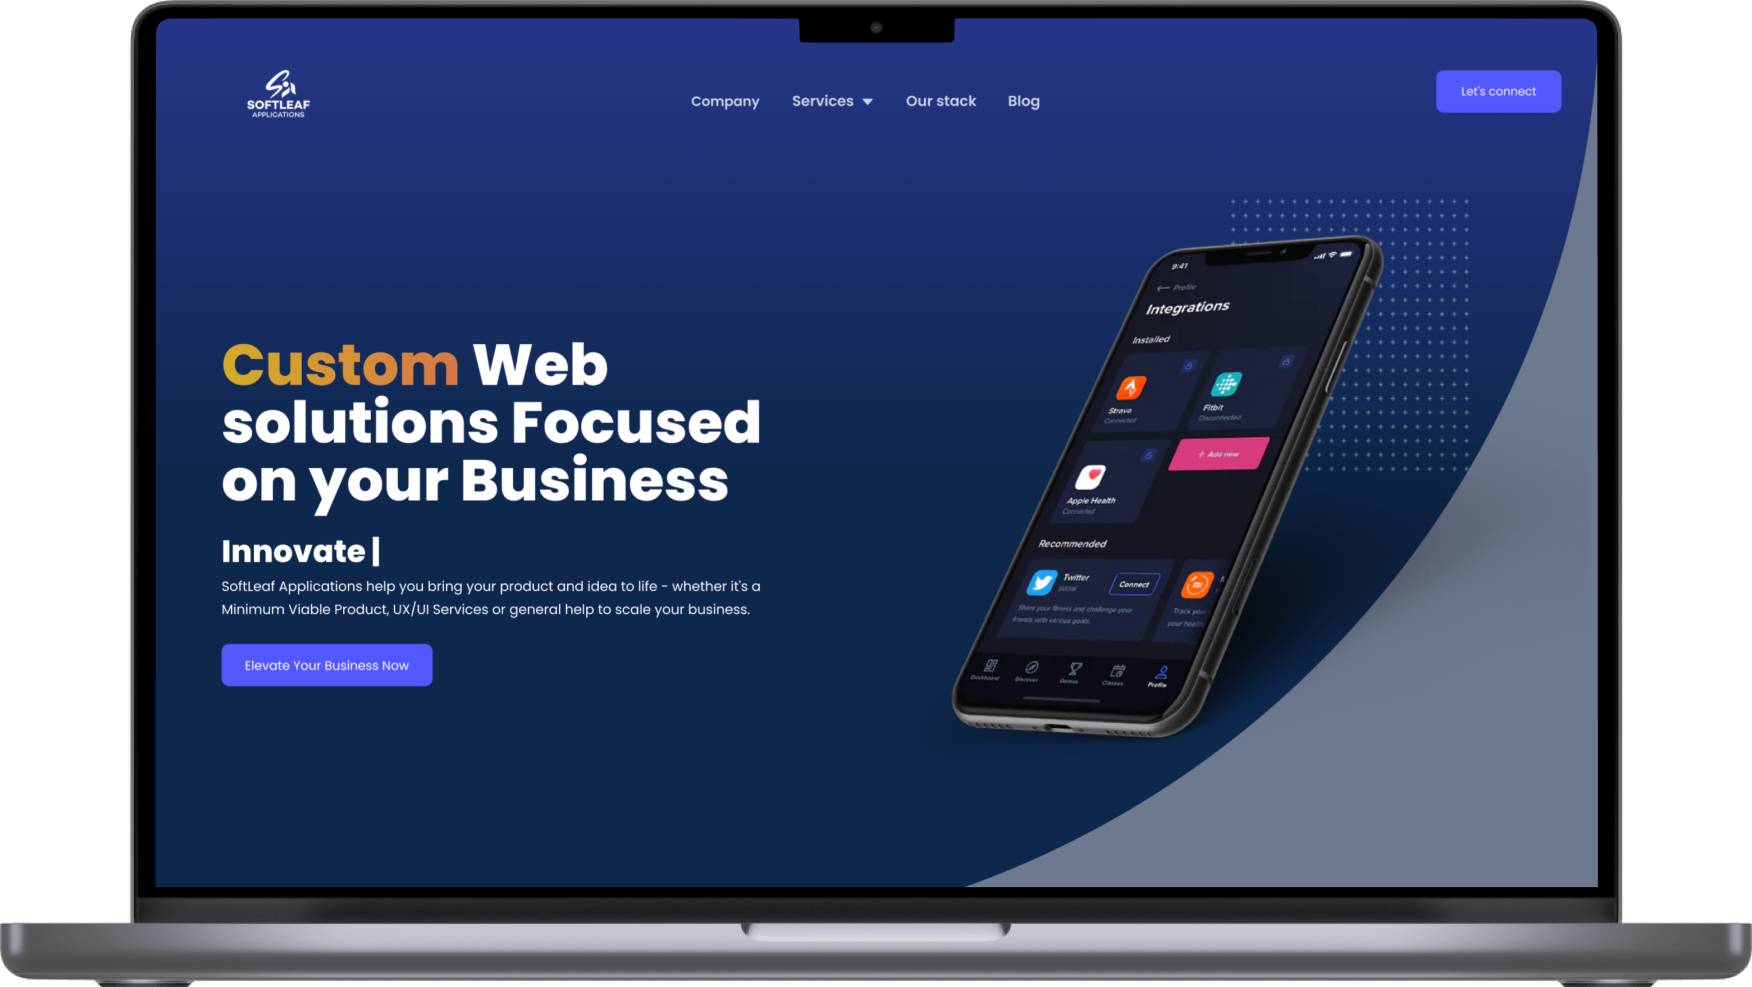 SOFTLEAF
APPLICATIONS
Company
Services
Our stack
Blog
Let's connect
Custom Web
solutions Focused
on your Business
Innovate |
SoftLeaf Applications help you bring your product and idea to life - whether it's a
Minimum Viable Product, UX/UI Services or general help to scale your business.
Elevate Your Business Now
9:41
Profile
Integrations
Installed
Strava
Connected
Fitbit
Disconnected
+ Add new
Apple Health
Connected
Recommended
Twitter
Social
Connect
Share your fitness and challenge your
friends with various goals.
M
Track your
your health
Dashboard
Discover
Games
Classes
Profile